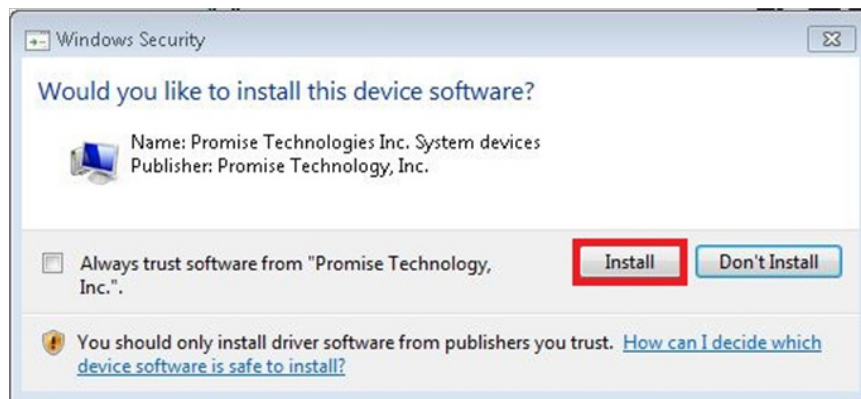 Windows Security
Would you like to install this device software?
Name: Promise Technologies Inc. System devices
Publisher: Promise Technology, Inc.
Always trust software from "Promise Technology,
Inc.".
Install
Don't Install
You should only install driver software from publishers you trust. How can I decide which
device software is safe to install?